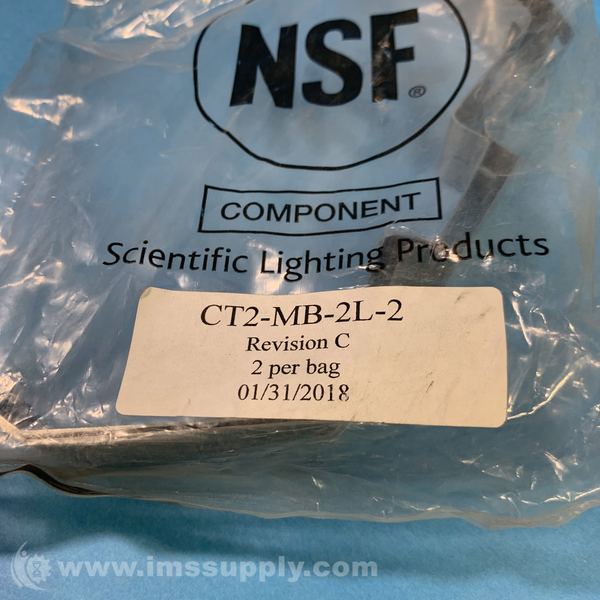 NSF®
COMPONENT
Scientific Lighting Products
CT2-MB-2L-2
Revision C
2 per bag
01/31/2018
www.imssupply.com